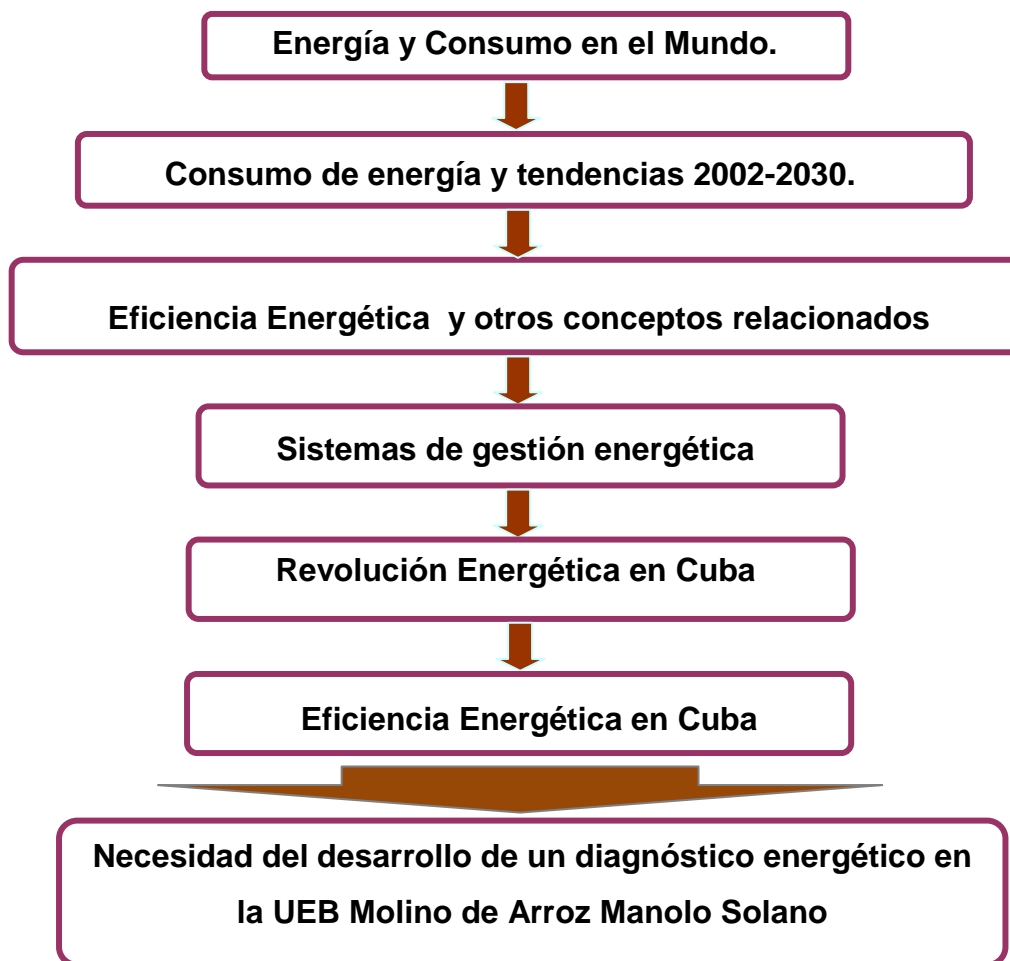 Energía y Consumo en el Mundo.
Consumo de energía y tendencias 2002-2030.
Eficiencia Energética y otros conceptos relacionados
Sistemas de gestión energética
Revolución Energética en Cuba
Eficiencia Energética en Cuba
Necesidad del desarrollo de un diagnóstico energético en
la UEB Molino de Arroz Manolo Solano